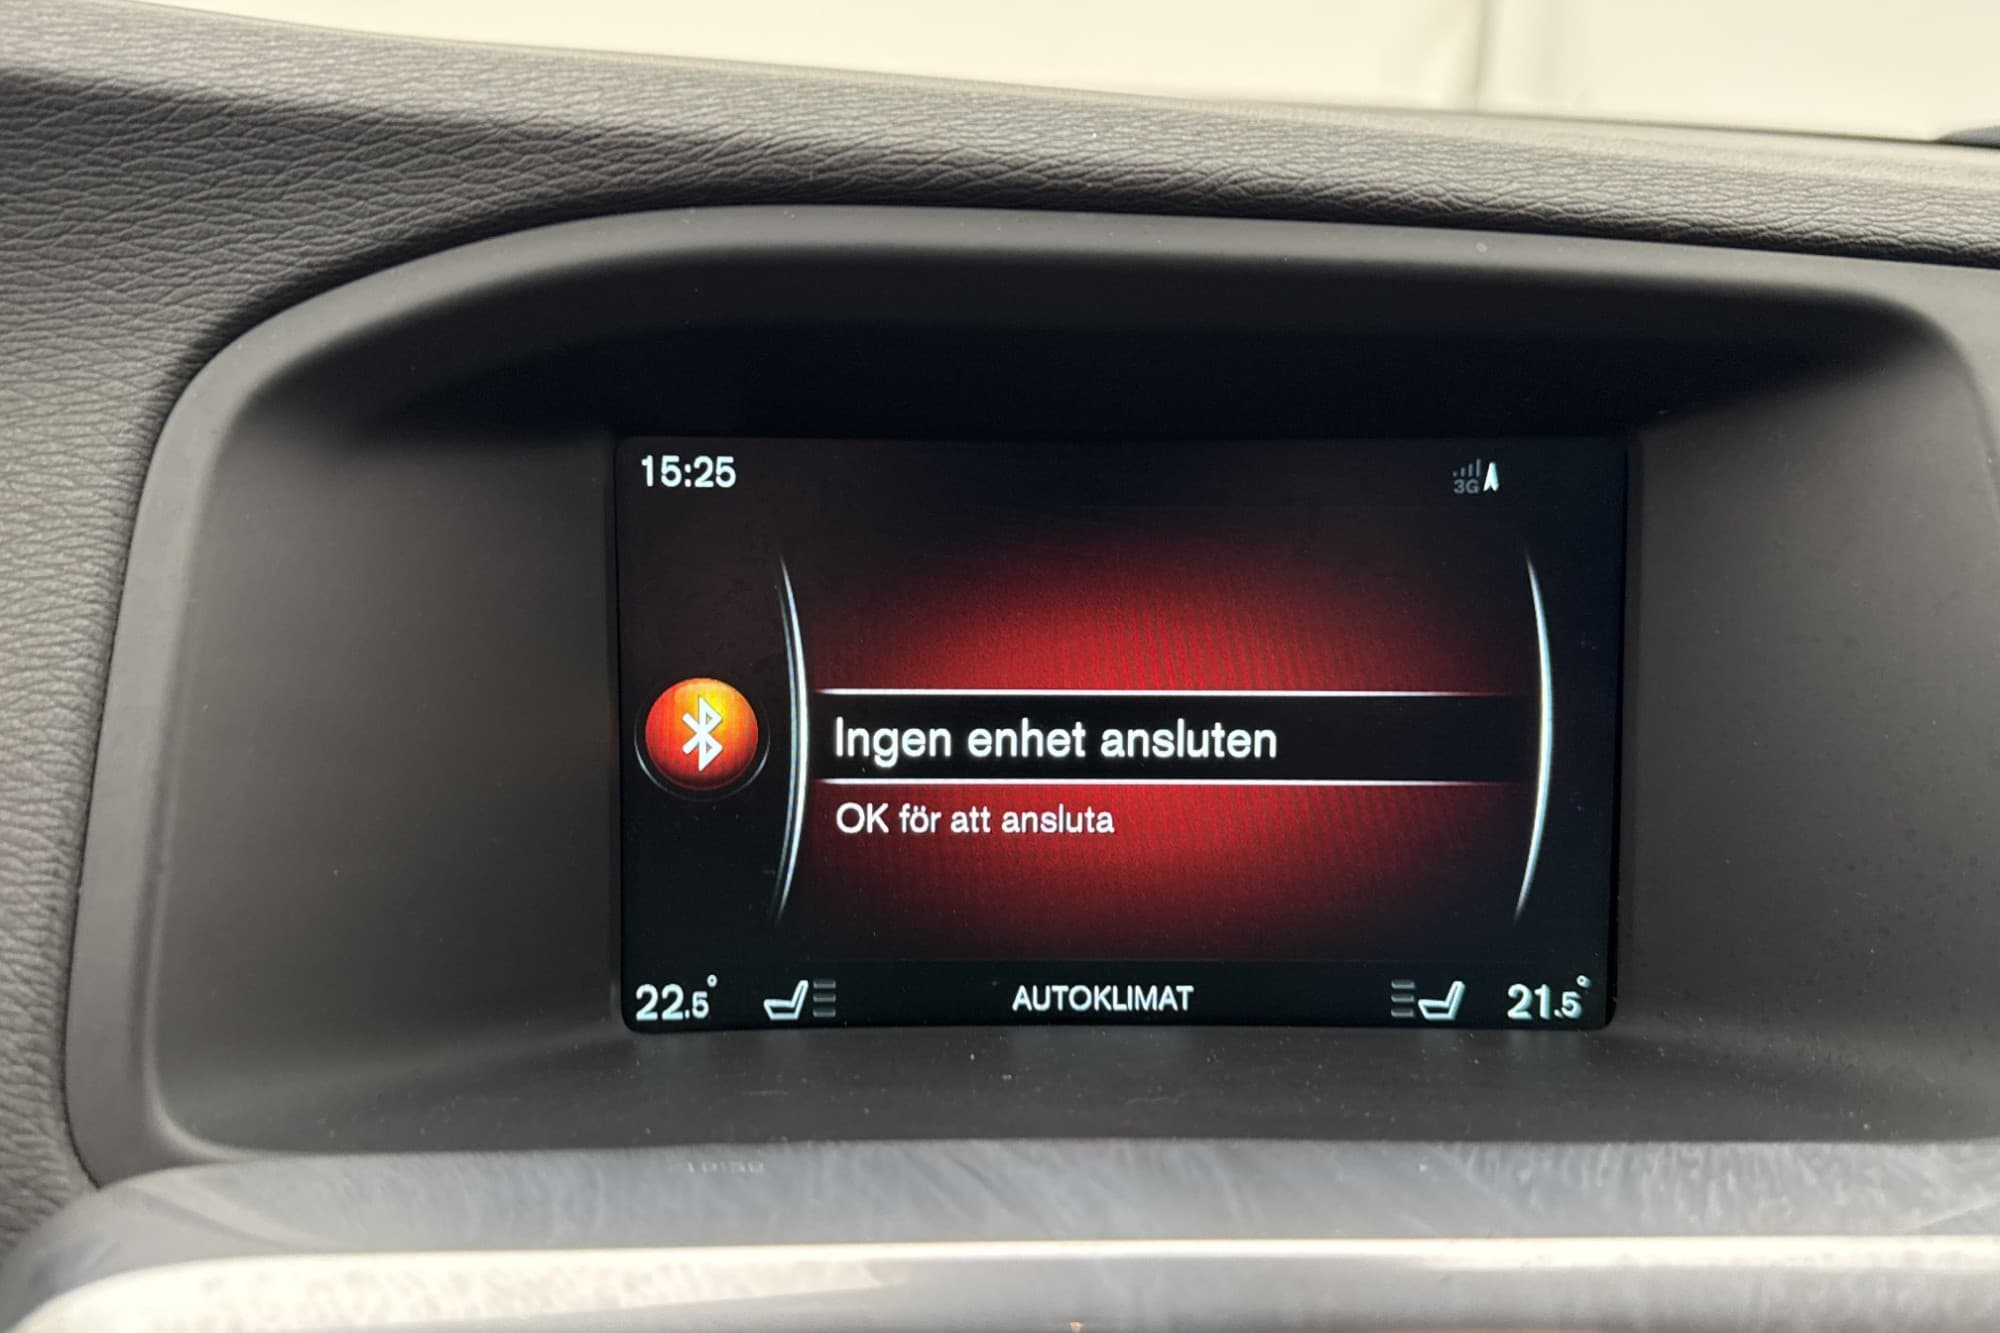 15:25
3G
Ingen enhet ansluten
OK för att ansluta
22.5° AUTOKLIMAT 21.5°